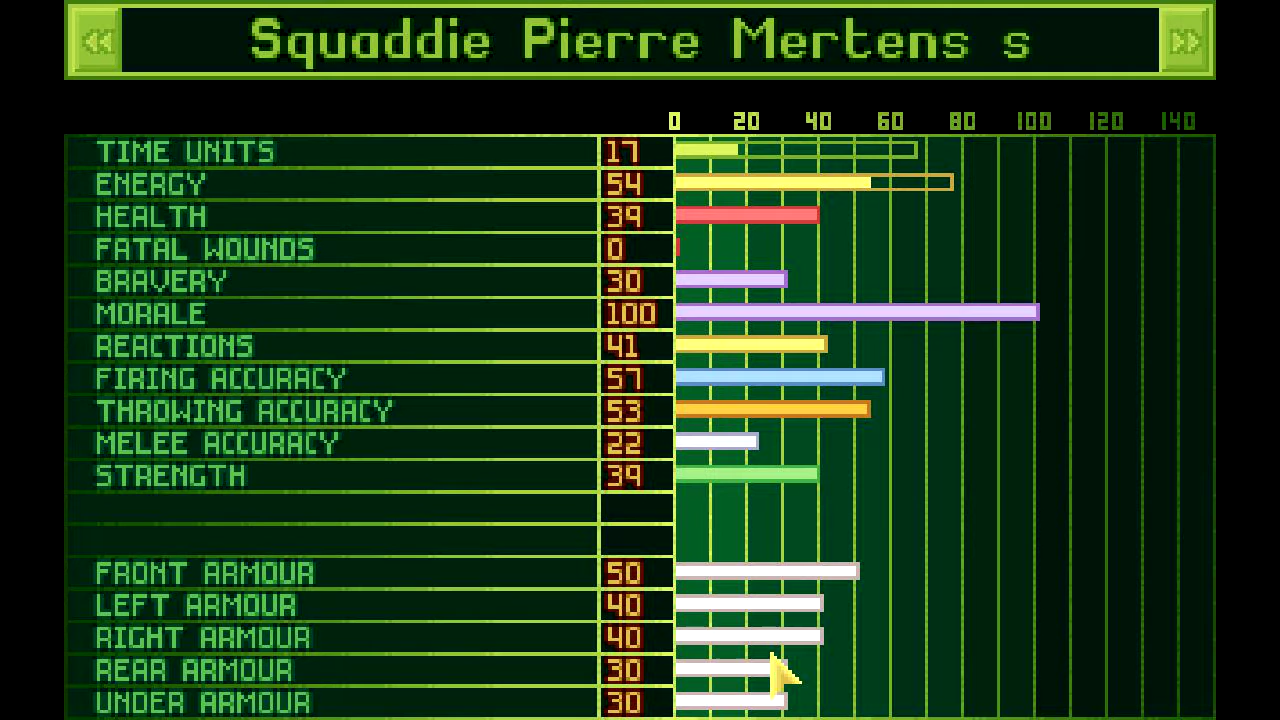 Squaddie Pierre Mertens s
0 20 40 60 80 100 120 140
TIME UNITS 17
ENERGY 54
HEALTH 39
FATAL WOUNDS 0
BRAVERY 30
MORALE 100
REACTIONS 41
FIRING ACCURACY 57
THROWING ACCURACY 53
MELEE ACCURACY 22
STRENGTH 39
FRONT ARMOUR 50
LEFT ARMOUR 40
RIGHT ARMOUR 40
REAR ARMOUR 30
UNDER ARMOUR 30